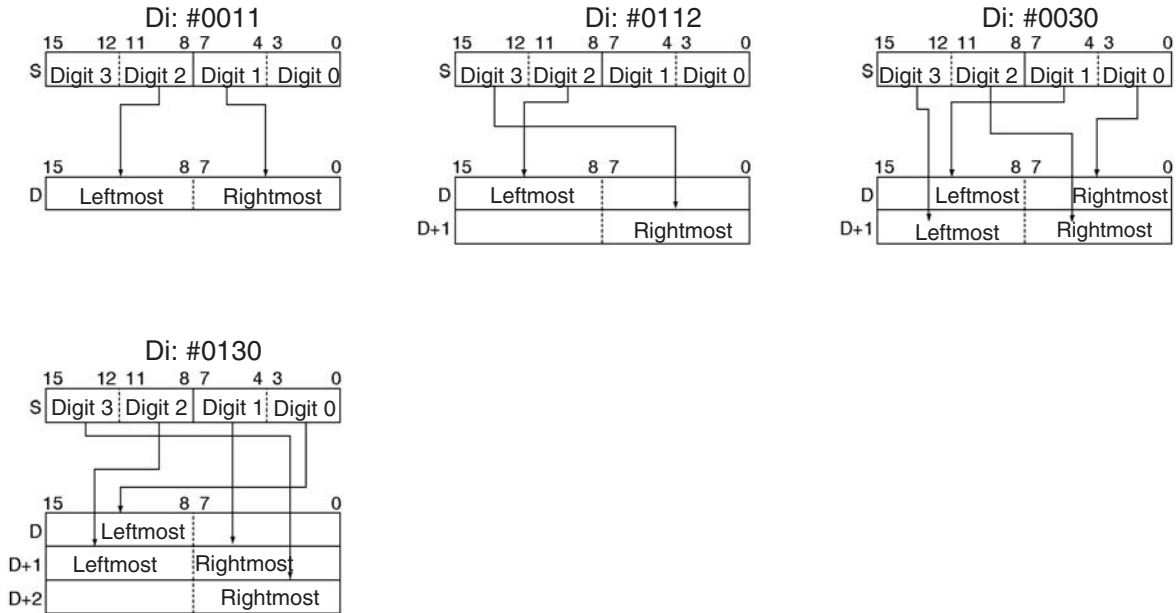 Di: #0011
15 12 11 8 7 4 3 0
S Digit 3 Digit 2 Digit 1 Digit 0
15 8 7 0
D Leftmost Rightmost
Di: #0112
15 12 11 8 7 4 3 0
S Digit 3 Digit 2 Digit 1 Digit 0
15 8 7 0
D Leftmost
D+1 Rightmost
Di: #0030
15 12 11 8 7 4 3 0
S Digit 3 Digit 2 Digit 1 Digit 0
15 8 7 0
D Leftmost Rightmost
D+1 Leftmost Rightmost
Di: #0130
15 12 11 8 7 4 3 0
S Digit 3 Digit 2 Digit 1 Digit 0
15 8 7 0
D Leftmost
D+1 Leftmost Rightmost
D+2 Rightmost